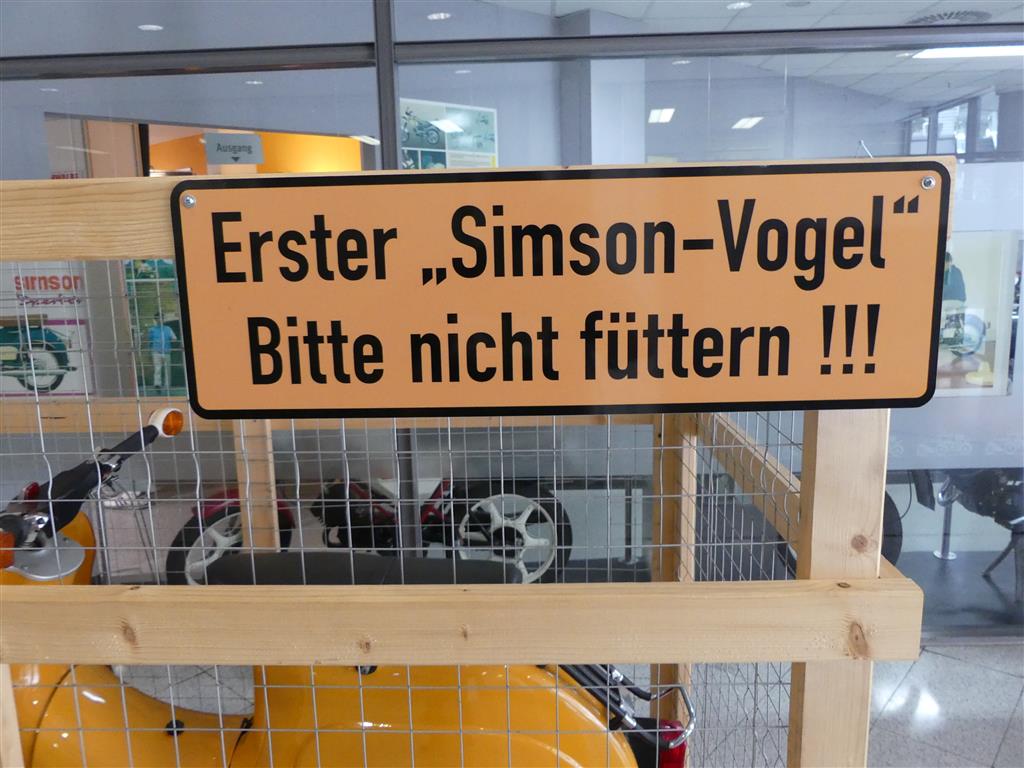 Ausgang
Erster „Simson-Vogel“
Bitte nicht füttern !!!
simson